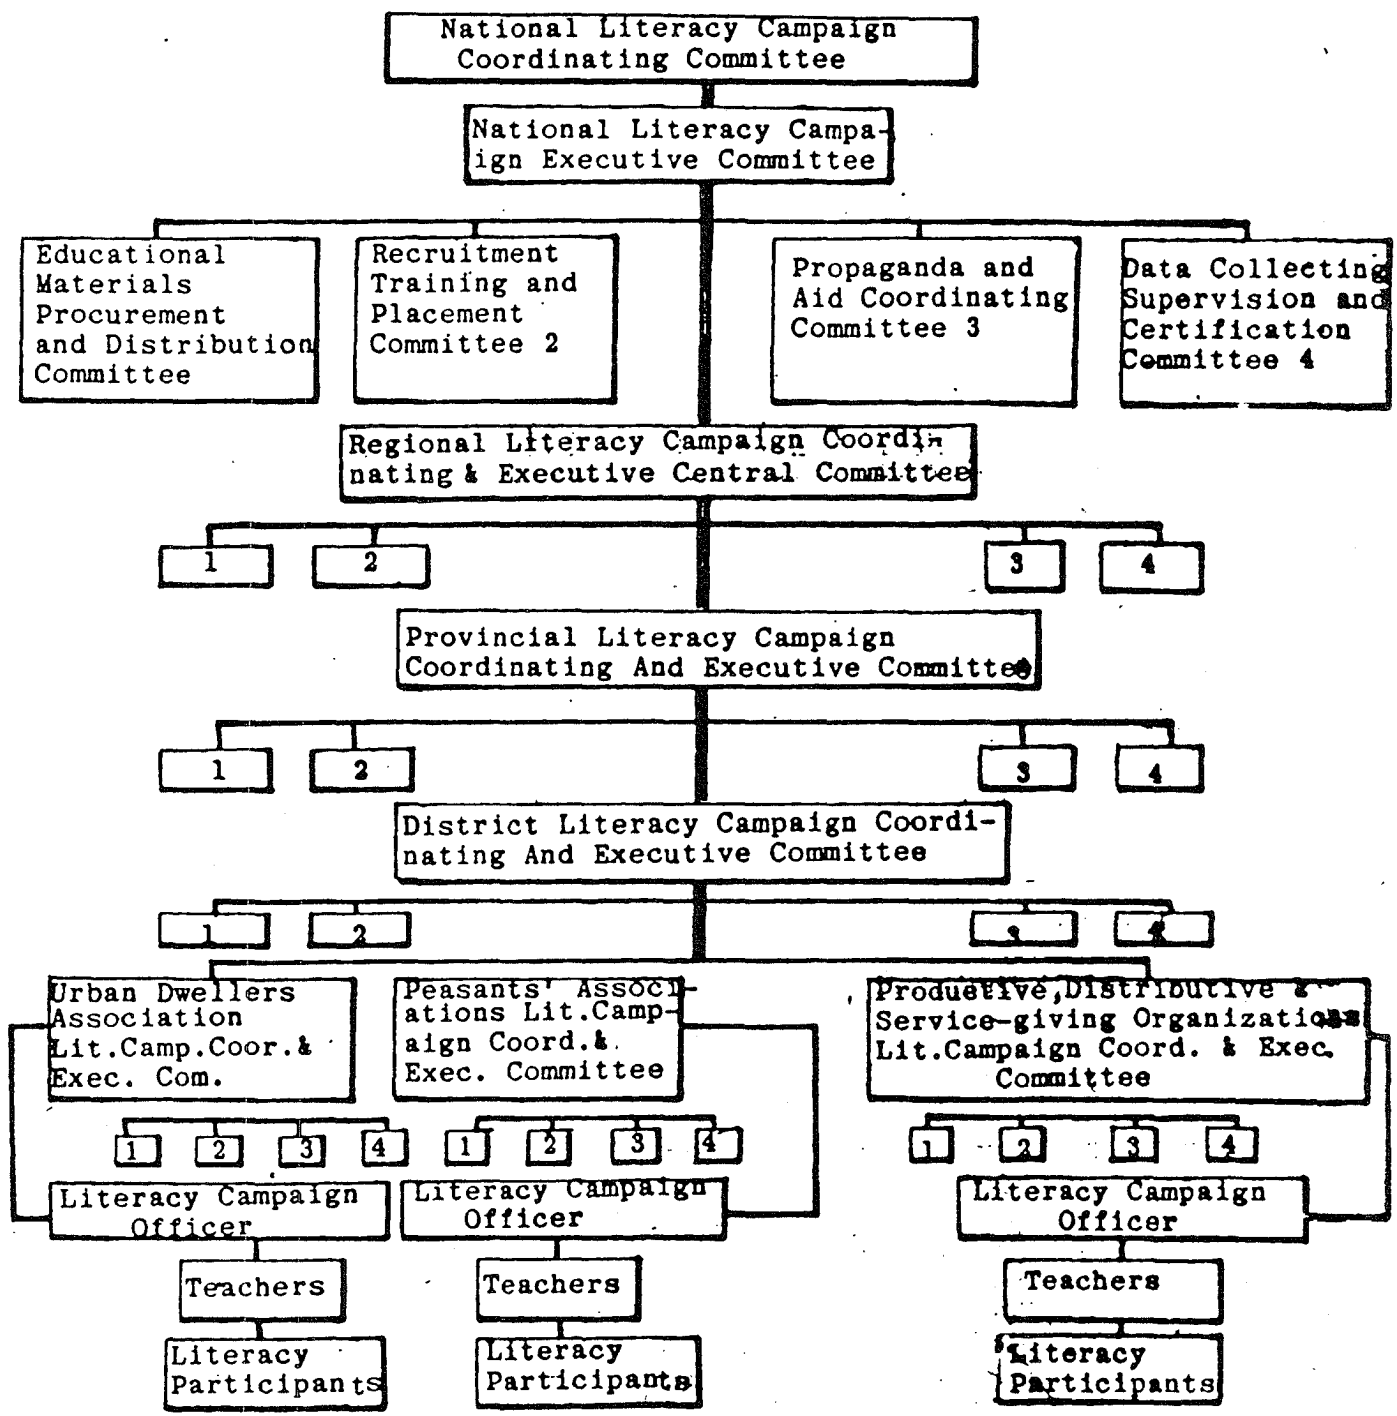 National Literacy Campaign
Coordinating Committee
National Literacy Campa-
ign Executive Committee
Educational
Materials
Procurement
and Distribution
Committee
Recruitment
Training and
Placement
Committee 2
Propaganda and
Aid Coordinating
Committee 3
Data Collecting
Supervision and
Certification
Committee 4
Regional Literacy Campaign Coordi-
nating & Executive Central Committee
1
2
3
4
Provincial Literacy Campaign
Coordinating And Executive Committee
1
2
3
4
District Literacy Campaign Coordi-
nating And Executive Committee
1
2
3
4
Urban Dwellers
Association
Lit.Camp.Coor.&
Exec. Com.
Peasants' Associ-
ations Lit.Camp-
aign Coord.&
Exec. Committee
Productive, Distributive &
Service-giving Organizations
Lit.Campaign Coord. & Exec.
Committee
1
2
3
4
1
2
3
4
1
2
3
4
Literacy Campaign
Officer
Literacy Campaign
Officer
Literacy Campaign
Officer
Teachers
Teachers
Teachers
Literacy
Participants
Literacy
Participants
Literacy
Participants